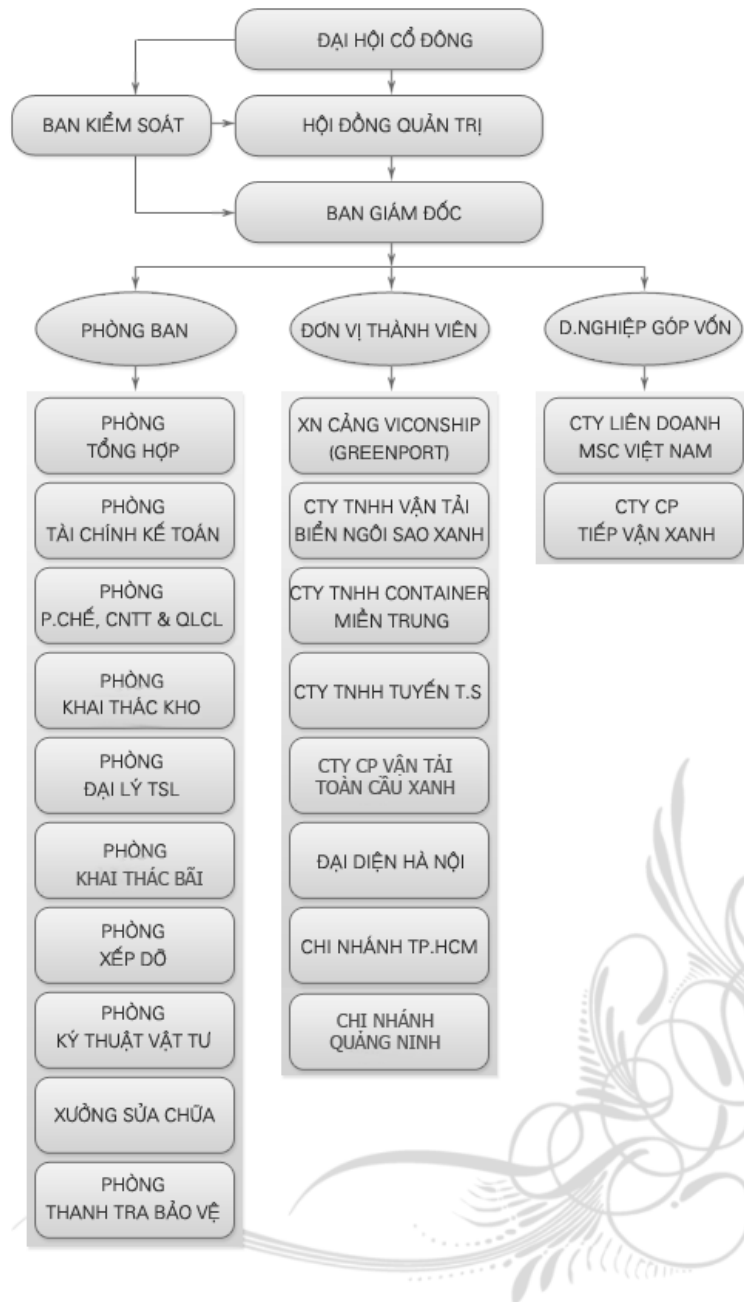 ĐẠI HỘI CỔ ĐÔNG
BAN KIỂM SOÁT
HỘI ĐỒNG QUẢN TRỊ
BAN GIÁM ĐỐC
PHÒNG BAN
ĐƠN VỊ THÀNH VIÊN
D.NGHIỆP GÓP VỐN
PHÒNG
TỔNG HỢP
PHÒNG
TÀI CHÍNH KẾ TOÁN
PHÒNG
P.CHẾ, CNTT & QLCL
PHÒNG
KHAI THÁC KHO
PHÒNG
ĐẠI LÝ TSL
PHÒNG
KHAI THÁC BÃI
PHÒNG
XẾP DỠ
PHÒNG
KÝ THUẬT VẬT TƯ
XƯỞNG SỬA CHỮA
PHÒNG
THANH TRA BẢO VỆ
XN CẢNG VICONSHIP
(GREENPORT)
CTY TNHH VẬN TẢI
BIỂN NGÔI SAO XANH
CTY TNHH CONTAINER
MIỀN TRUNG
CTY TNHH TUYẾN T.S
CTY CP VẬN TẢI
TOÀN CẦU XANH
ĐẠI DIỆN HÀ NỘI
CHI NHÁNH TP.HCM
CHI NHÁNH
QUẢNG NINH
CTY LIÊN DOANH
MSC VIỆT NAM
CTY CP
TIẾP VẬN XANH